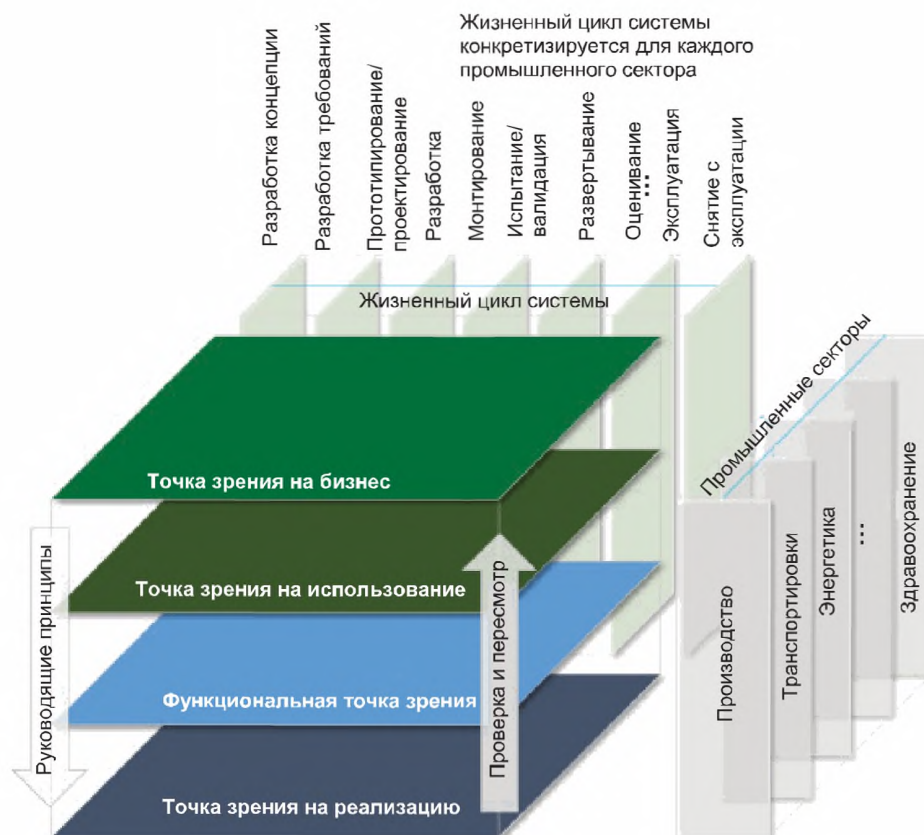 Жизненный цикл системы
конкретизируется для каждого
промышленного сектора
Разработка концепции
Разработка требований
Прототипирование/
проектирование
Разработка
Монтирование
Испытание/
валидация
Развертывание
Оценивание
...
Эксплуатация
Снятие с
эксплуатации
Жизненный цикл системы
Промышленные секторы
Точка зрения на бизнес
Точка зрения на использование
Функциональная точка зрения
Точка зрения на реализацию
Руководящие принципы
Проверка и пересмотр
Производство
Транспортировки
Энергетика
...
Здравоохранение